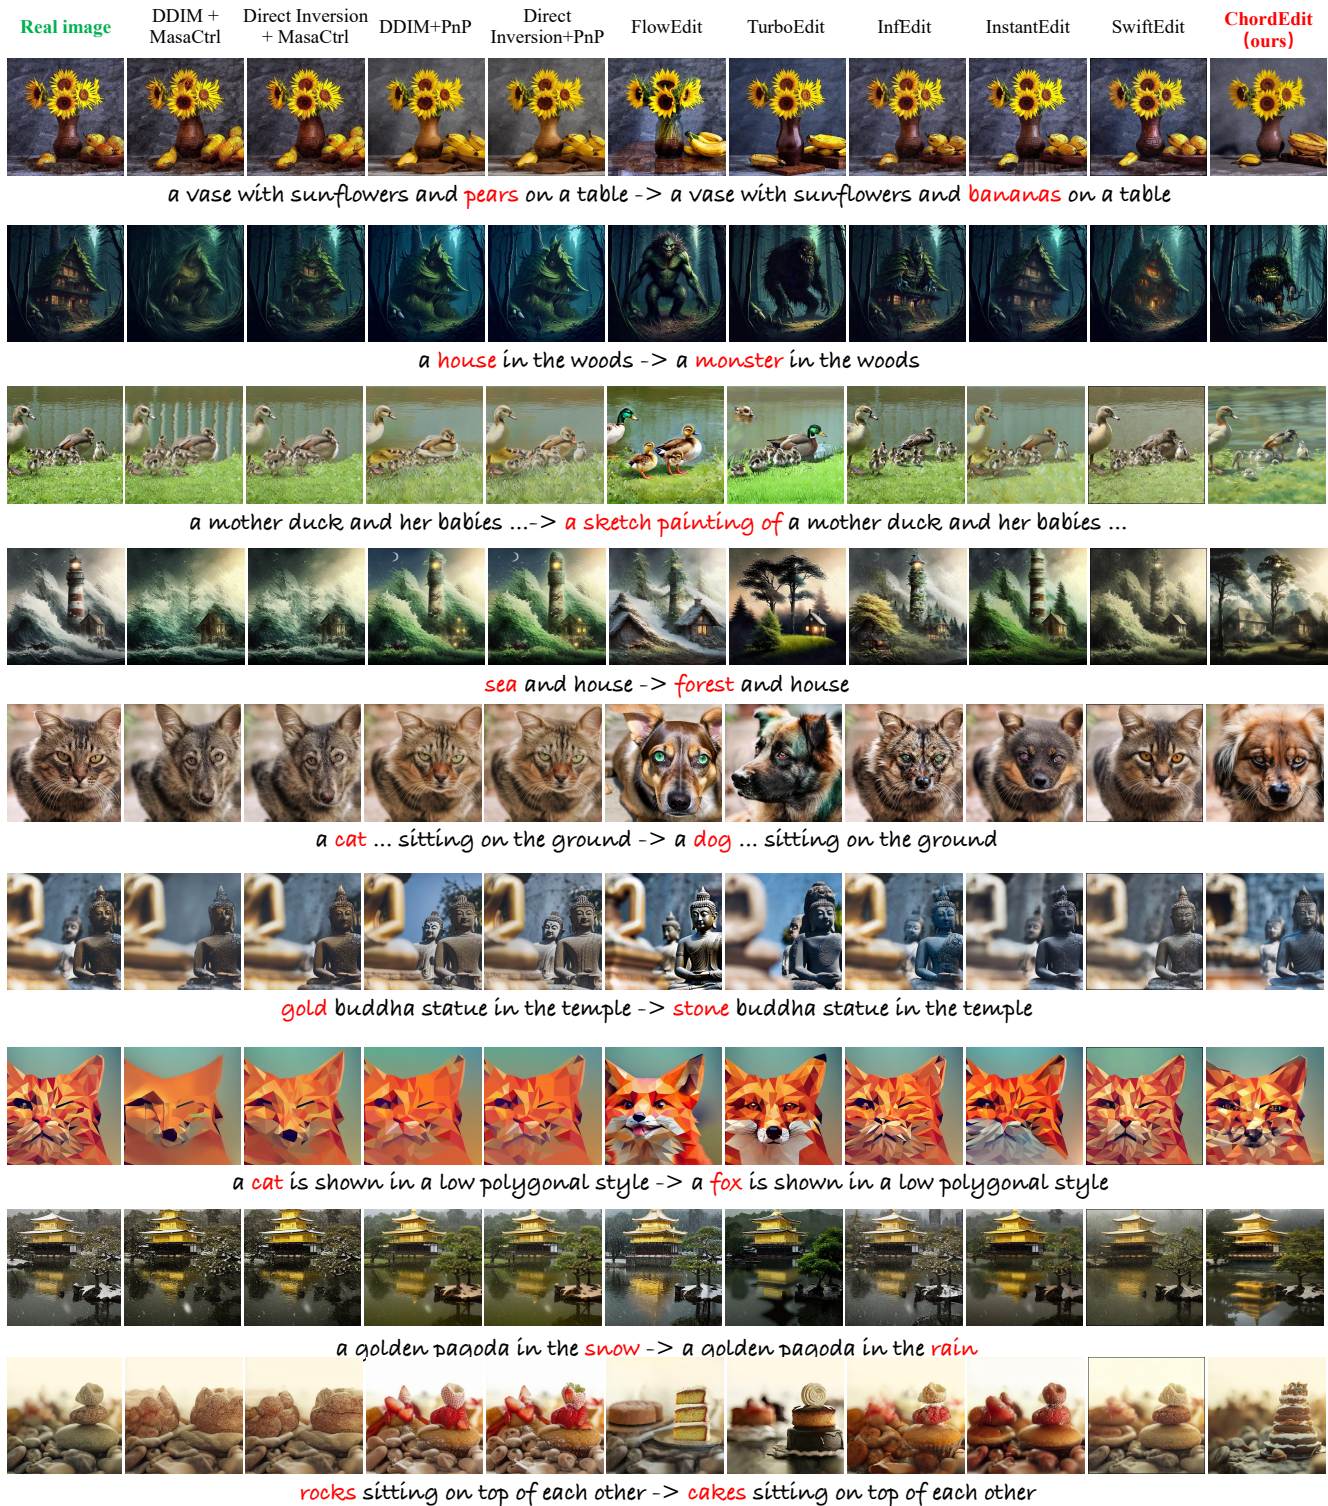 Real image
DDIM + MasaCtrl
Direct Inversion + MasaCtrl
DDIM+PnP
Direct Inversion+PnP
FlowEdit
TurboEdit
InfEdit
InstantEdit
SwiftEdit
ChordEdit (ours)
a vase with sunflowers and pears on a table -> a vase with sunflowers and bananas on a table
a house in the woods -> a monster in the woods
a mother duck and her babies ...-> a sketch painting of a mother duck and her babies ...
sea and house -> forest and house
a cat ... sitting on the ground -> a dog ... sitting on the ground
gold buddha statue in the temple -> stone buddha statue in the temple
a cat is shown in a low polygonal style -> a fox is shown in a low polygonal style
a golden pagoda in the snow -> a golden pagoda in the rain
rocks sitting on top of each other -> cakes sitting on top of each other